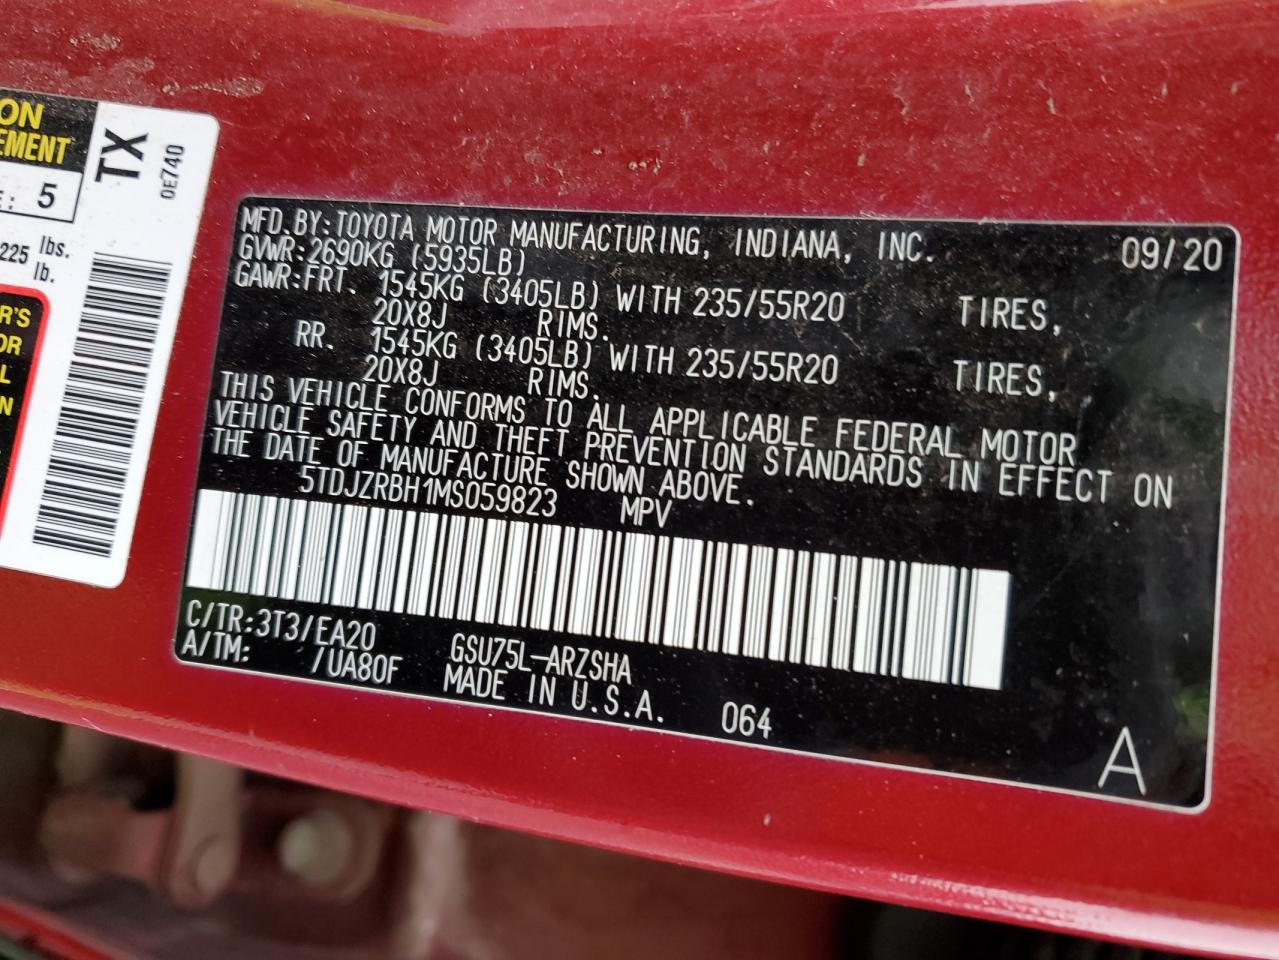 ON
EMENT
E: 5
225 lbs.
lb.
R'S
OR
L
N
TX
0E740
MFD.BY:TOYOTA MOTOR MANUFACTURING, INDIANA, INC. 09/20
GVWR:2690KG (5935LB)
GAWR:FRT. 1545KG (3405LB) WITH 235/55R20 TIRES,
20X8J RIMS.
RR. 1545KG (3405LB) WITH 235/55R20 TIRES,
20X8J RIMS.
THIS VEHICLE CONFORMS TO ALL APPLICABLE FEDERAL MOTOR
VEHICLE SAFETY AND THEFT PREVENTION STANDARDS IN EFFECT ON
THE DATE OF MANUFACTURE SHOWN ABOVE.
5TDJZRBH1MS059823 MPV
C/TR:3T3/EA20 GSU75L-ARZSHA
A/TM: /UA80F MADE IN U.S.A. 064
A